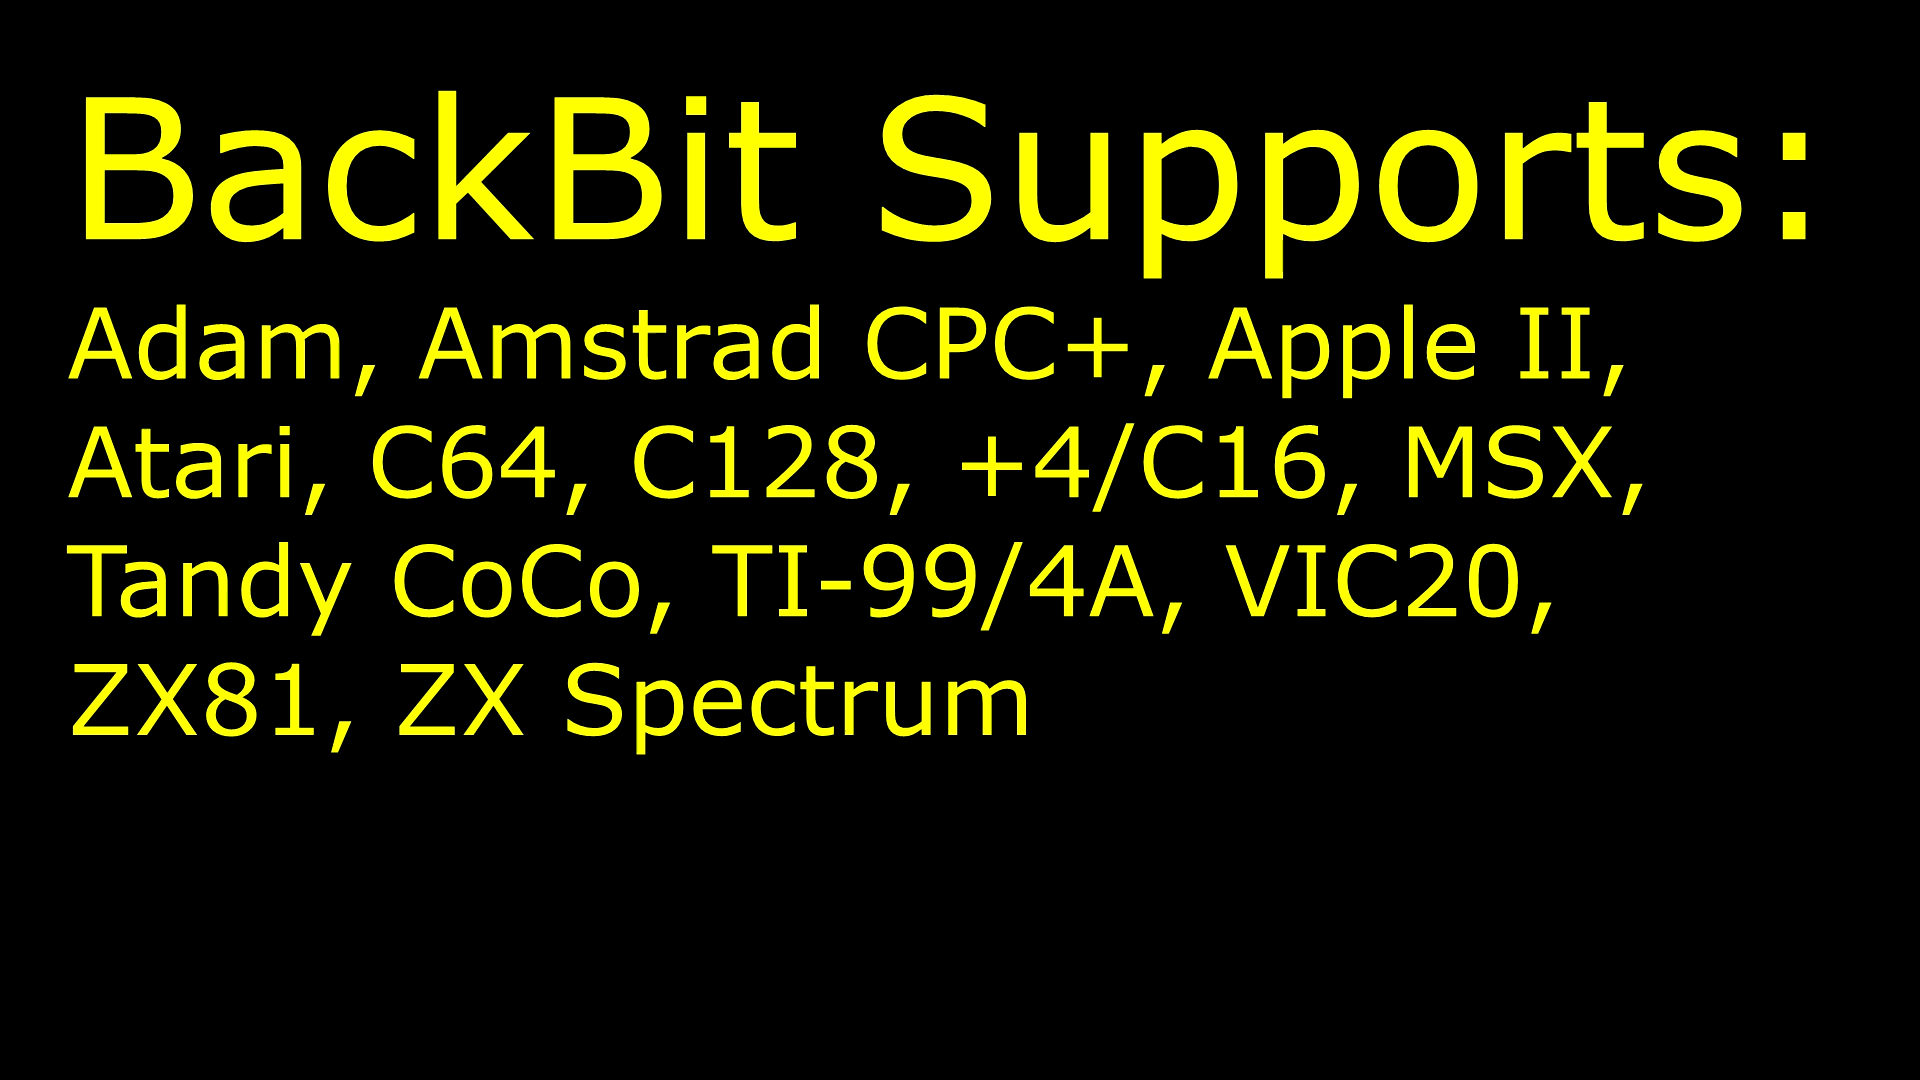 BackBit Supports:
Adam, Amstrad CPC+, Apple II,
Atari, C64, C128, +4/C16, MSX,
Tandy CoCo, TI-99/4A, VIC20,
ZX81, ZX Spectrum